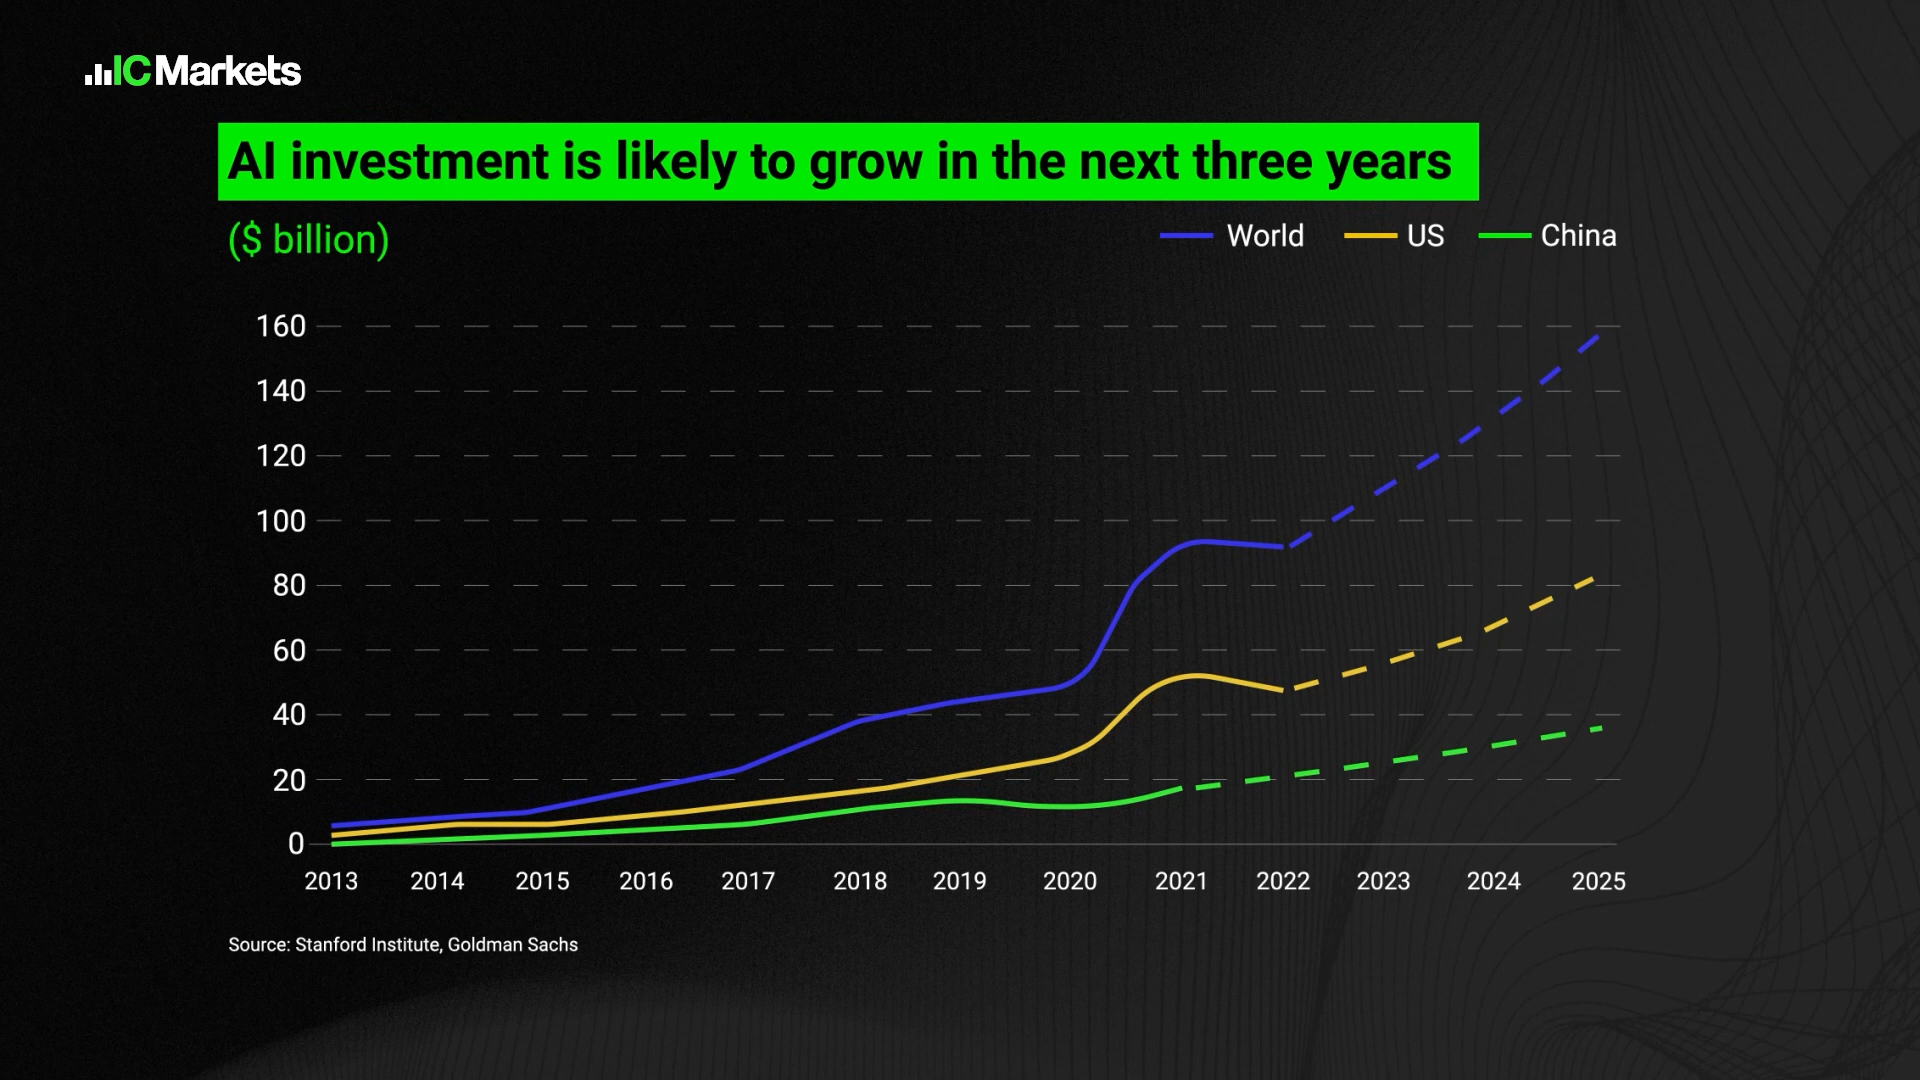 IC Markets
AI investment is likely to grow in the next three years
($ billion)
World US China
160
140
120
100
80
60
40
20
0
2013 2014 2015 2016 2017 2018 2019 2020 2021 2022 2023 2024 2025
Source: Stanford Institute, Goldman Sachs